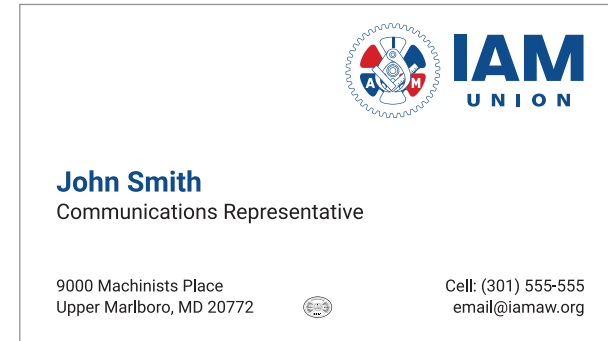 I
A M
IAM
UNION
John Smith
Communications Representative
9000 Machinists Place
Upper Marlboro, MD 20772
Cell: (301) 555-555
email@iamaw.org